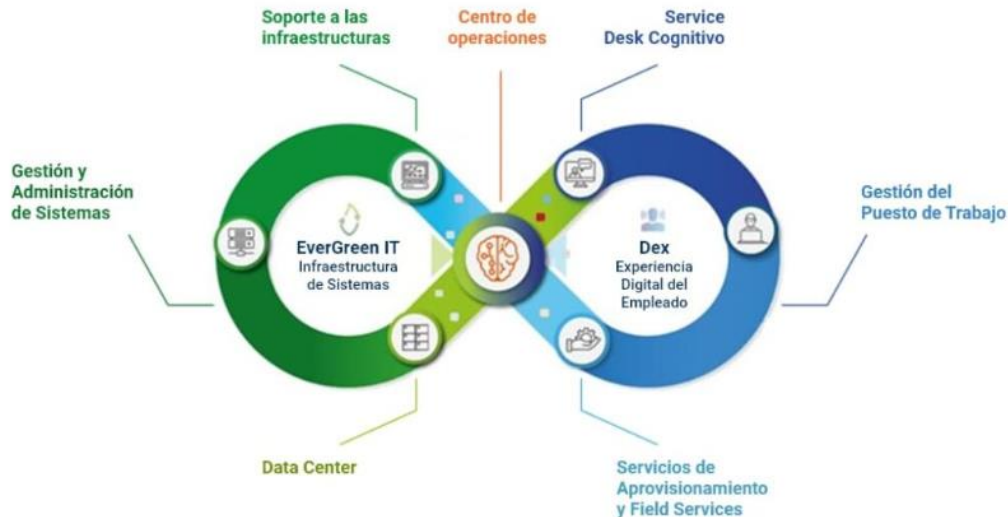 Soporte a las
infraestructuras
Centro de
operaciones
Service
Desk Cognitivo
Gestión y
Administración
de Sistemas
EverGreen IT
Infraestructura
de Sistemas
Dex
Experiencia
Digital del
Empleado
Gestión del
Puesto de Trabajo
Data Center
Servicios de
Aprovisionamiento
y Field Services